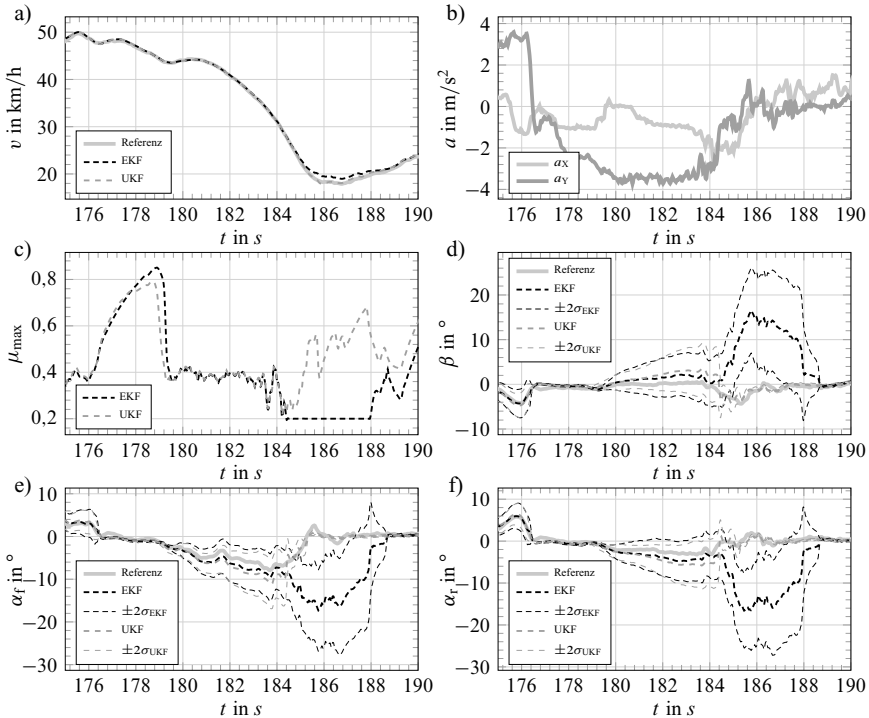 a)
50
40
30
20
v in km/h
Referenz
EKF
UKF
176 178 180 182 184 186 188 190
t in s
b)
4
2
0
−2
−4
a in m/s²
aX
aY
176 178 180 182 184 186 188 190
t in s
c)
0.8
0.6
0.4
0.2
μmax
EKF
UKF
176 178 180 182 184 186 188 190
t in s
d)
20
10
0
−10
β in °
Referenz
EKF
±2σEKF
UKF
±2σUKF
176 178 180 182 184 186 188 190
t in s
e)
10
0
−10
−20
−30
αf in °
Referenz
EKF
±2σEKF
UKF
±2σUKF
176 178 180 182 184 186 188 190
t in s
f)
10
0
−10
−20
−30
αr in °
Referenz
EKF
±2σEKF
UKF
±2σUKF
176 178 180 182 184 186 188 190
t in s